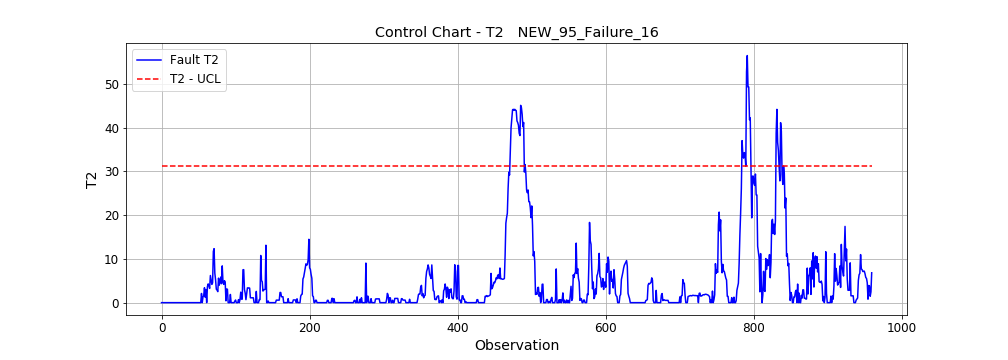 Control Chart - T2   NEW_95_Failure_16
Fault T2
T2 - UCL
T2
50
40
30
20
10
0
0 200 400 600 800 1000
Observation